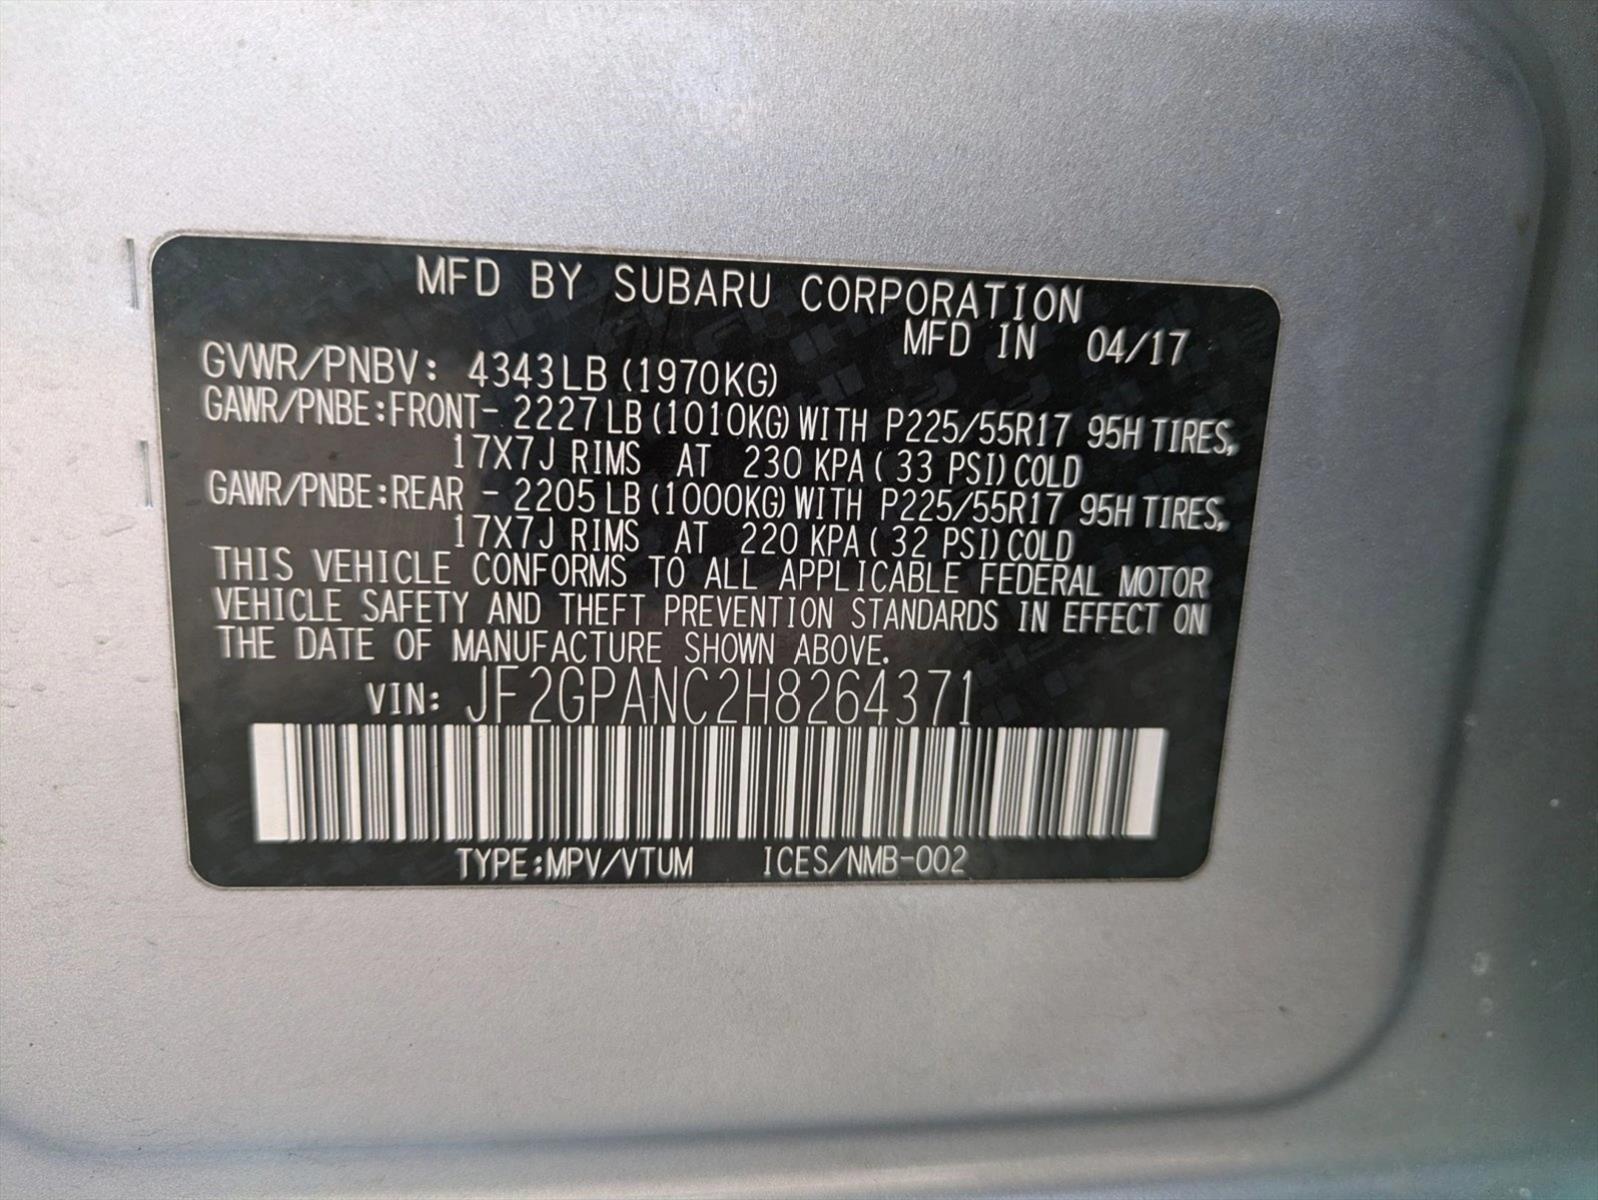 MFD BY SUBARU CORPORATION
MFD IN 04/17
GVWR/PNBV: 4343LB (1970KG)
GAWR/PNBE:FRONT- 2227LB(1010KG)WITH P225/55R17 95H TIRES,
17X7J RIMS AT 230 KPA ( 33 PSI) COLD
GAWR/PNBE:REAR - 2205LB(1000KG)WITH P225/55R17 95H TIRES,
17X7J RIMS AT 220 KPA ( 32 PSI) COLD
THIS VEHICLE CONFORMS TO ALL APPLICABLE FEDERAL MOTOR
VEHICLE SAFETY AND THEFT PREVENTION STANDARDS IN EFFECT ON
THE DATE OF MANUFACTURE SHOWN ABOVE.
VIN: JF2GPANC2H8264371
TYPE:MPV/VTUM ICES/NMB-002